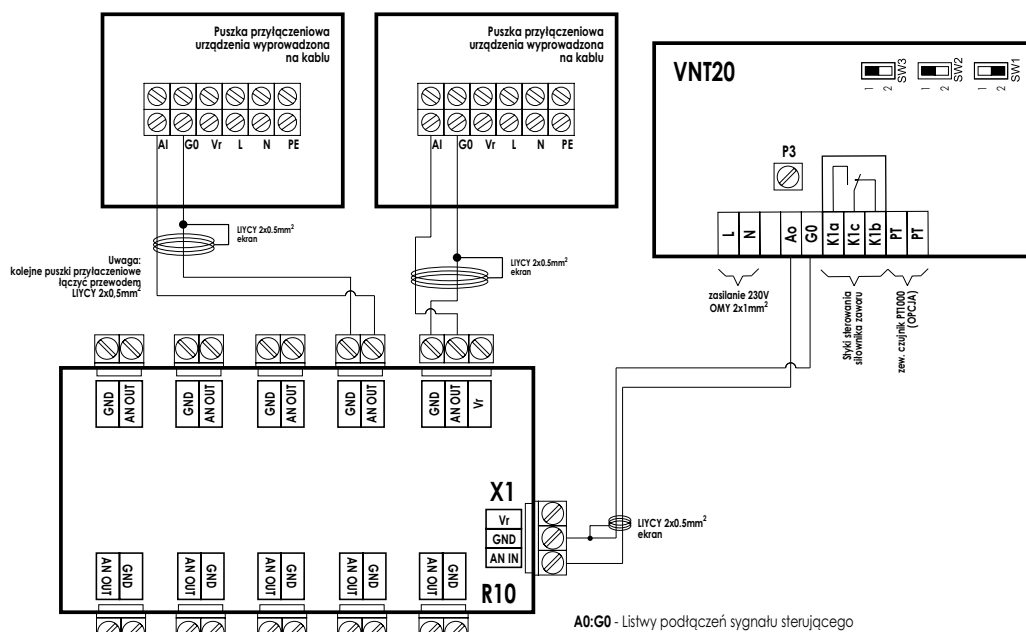 Puszka przyłączeniowa
urządzenia wyprowadzona
na kablu
AI G0 Vr L N PE
Puszka przyłączeniowa
urządzenia wyprowadzona
na kablu
AI G0 Vr L N PE
VNT20
1 2 SW3
1 2 SW2
1 2 SW1
P3
L N Ao G0 K1a K1c K1b PT PT
LIYCY 2x0.5mm²
ekran
LIYCY 2x0.5mm²
ekran
Uwaga:
kolejne puszki przyłaczeniowe
łączyć przewodem
LIYCY 2x0,5mm²
zasilanie 230V
OMY 2x1mm²
Styki sterowania
siłownika zaworu
zew. czujnik PT1000
(OPCJA)
GND AN OUT
GND AN OUT
GND AN OUT
GND AN OUT
GND AN OUT Vr
X1
Vr
GND
AN IN
LIYCY 2x0.5mm²
ekran
AN OUT GND
AN OUT GND
AN OUT GND
AN OUT GND
AN OUT GND
R10
A0:G0 - Listwy podłączeń sygnału sterującego